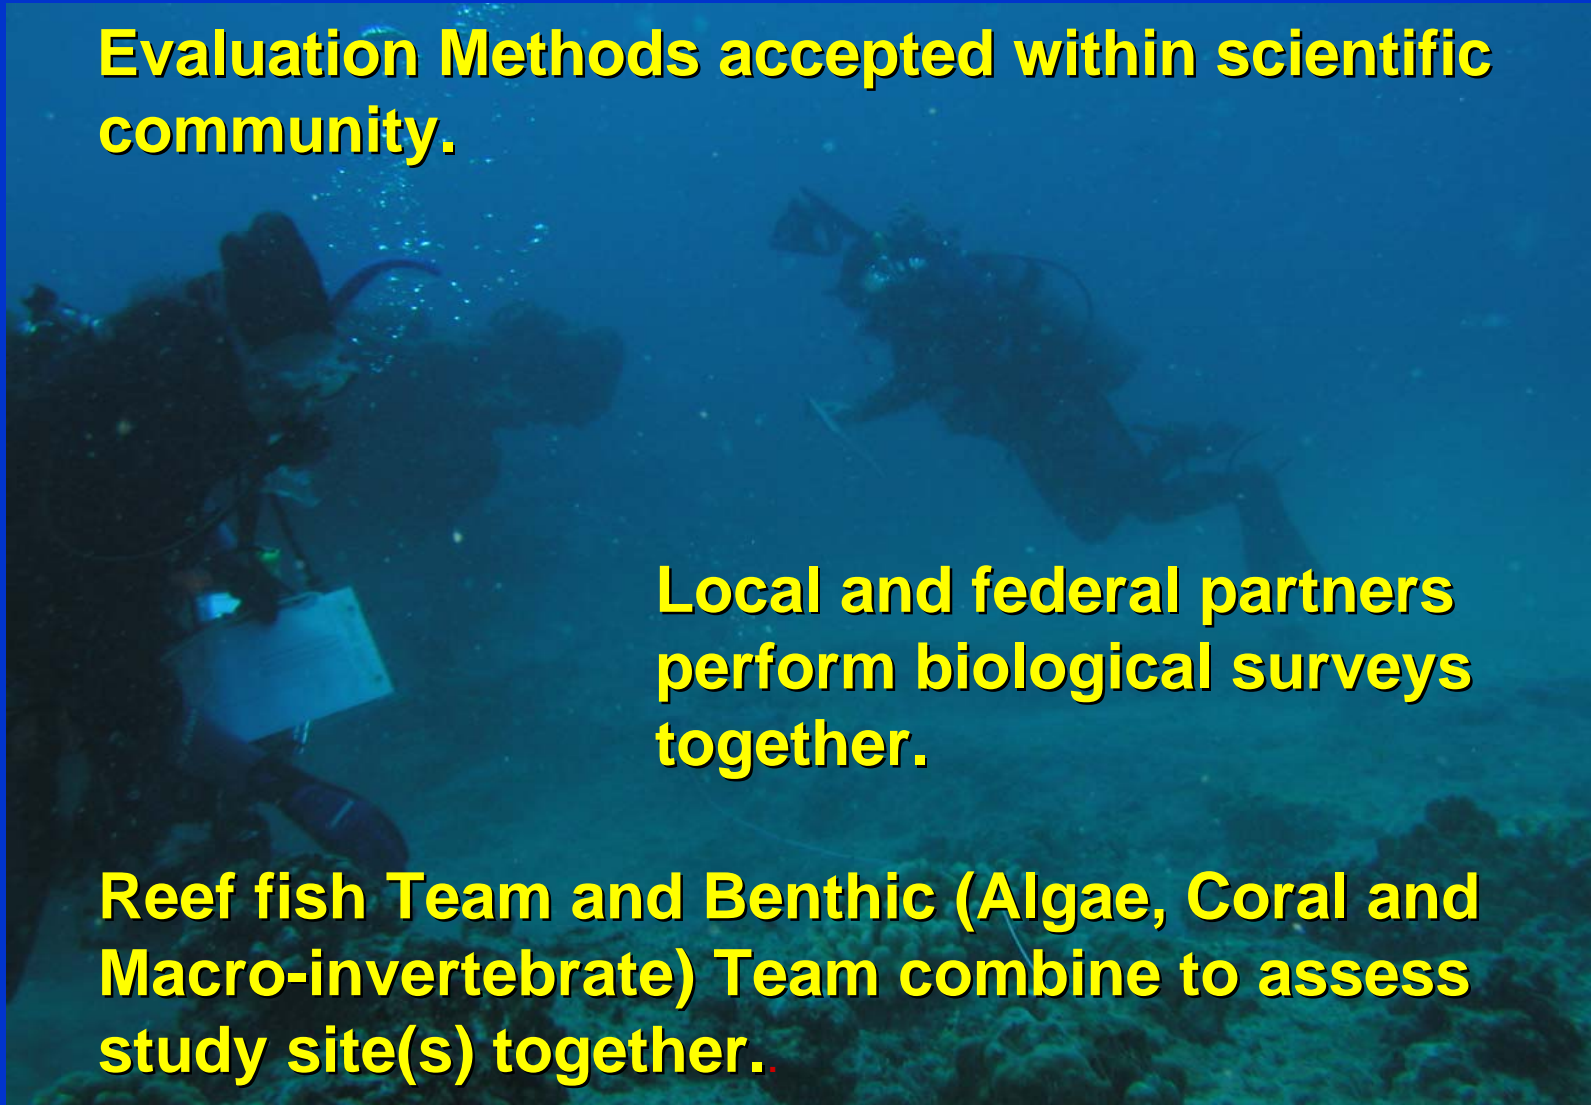 Evaluation Methods accepted within scientific
community.
Local and federal partners
perform biological surveys
together.
Reef fish Team and Benthic (Algae, Coral and
Macro-invertebrate) Team combine to assess
study site(s) together..